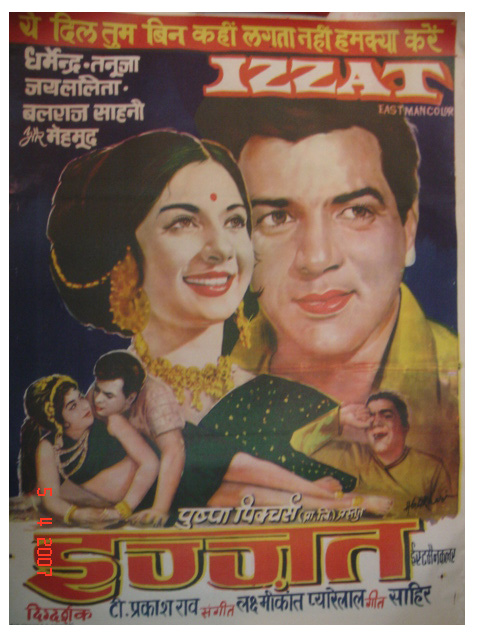 ये दिल तुम बिन कहीं लगता नहीं हम क्या करें
धर्मेन्द्र·तनूजा
जयललिता·
बलराज साहनी
और मेहमूद
IZZAT
EASTMANCOLOR
पुष्पा पिक्चर्स (प्रा.लि.) प्रस्तुत
इज़्ज़त
ईस्टमैनकलर
दिग्दर्शक टी. प्रकाश राव संगीत लक्ष्मीकांत प्यारेलाल गीत साहिर
5 4 2007